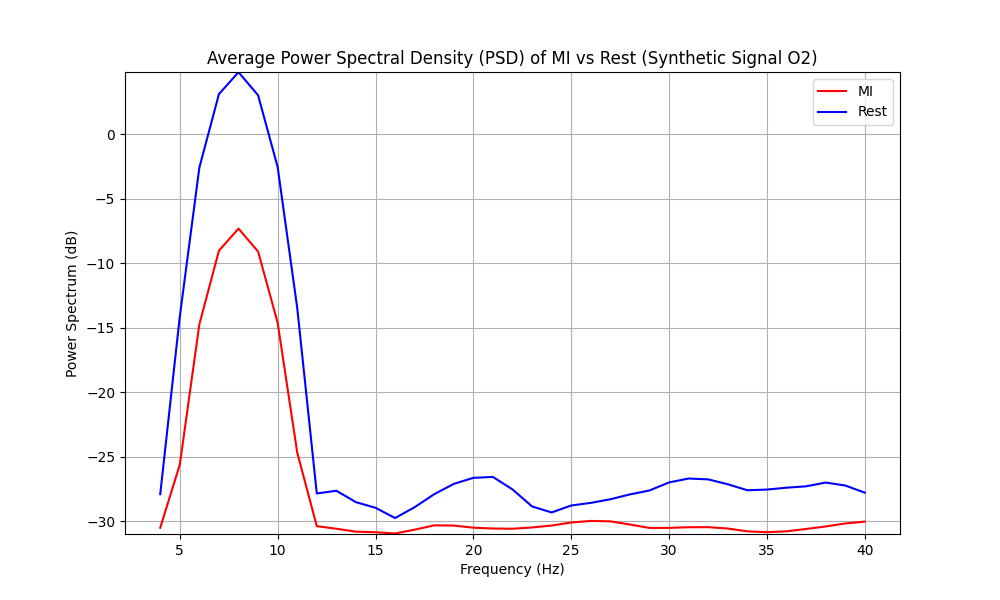 Average Power Spectral Density (PSD) of MI vs Rest (Synthetic Signal O2)
MI
Rest
Power Spectrum (dB)
0
−5
−10
−15
−20
−25
−30
5 10 15 20 25 30 35 40
Frequency (Hz)